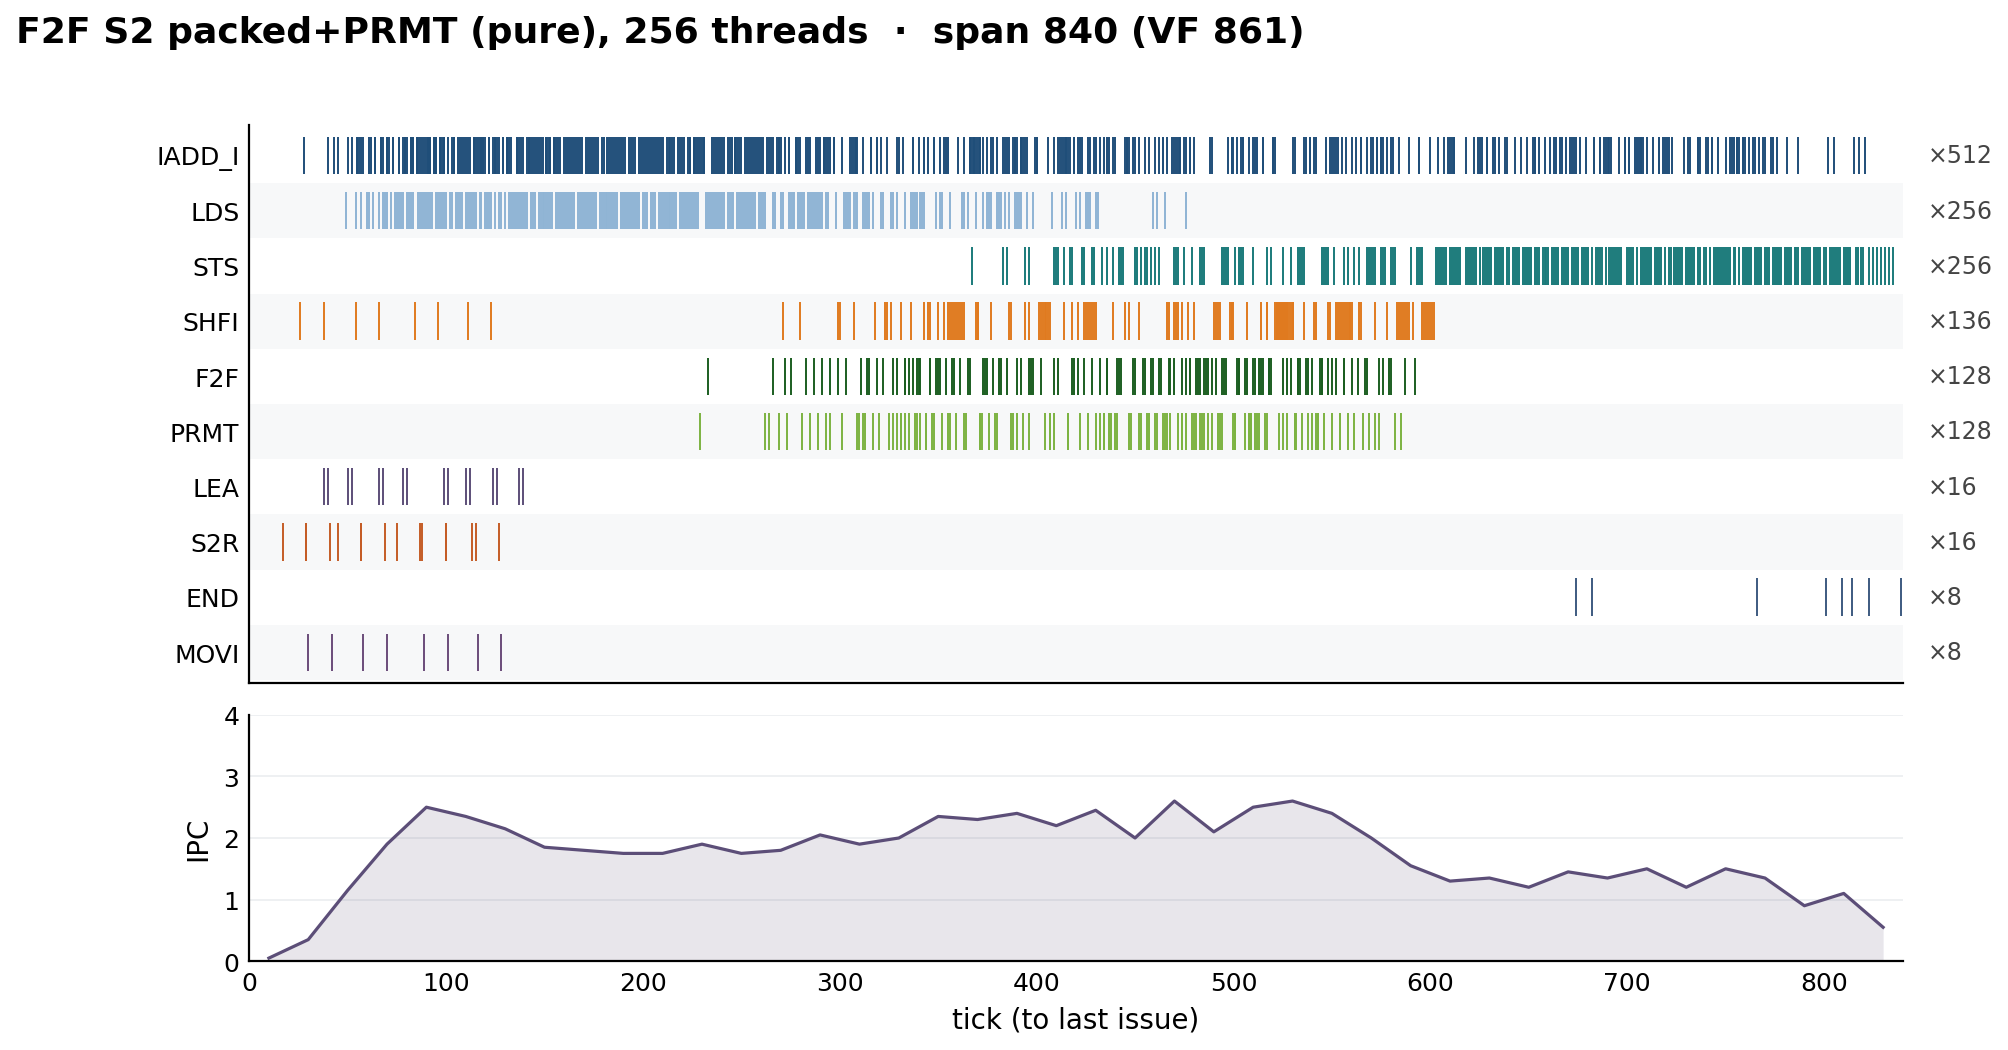 F2F S2 packed+PRMT (pure), 256 threads · span 840 (VF 861)
IADD_I ×512
LDS ×256
STS ×256
SHFI ×136
F2F ×128
PRMT ×128
LEA ×16
S2R ×16
END ×8
MOVI ×8
4
3
2
1
0
IPC
0 100 200 300 400 500 600 700 800
tick (to last issue)